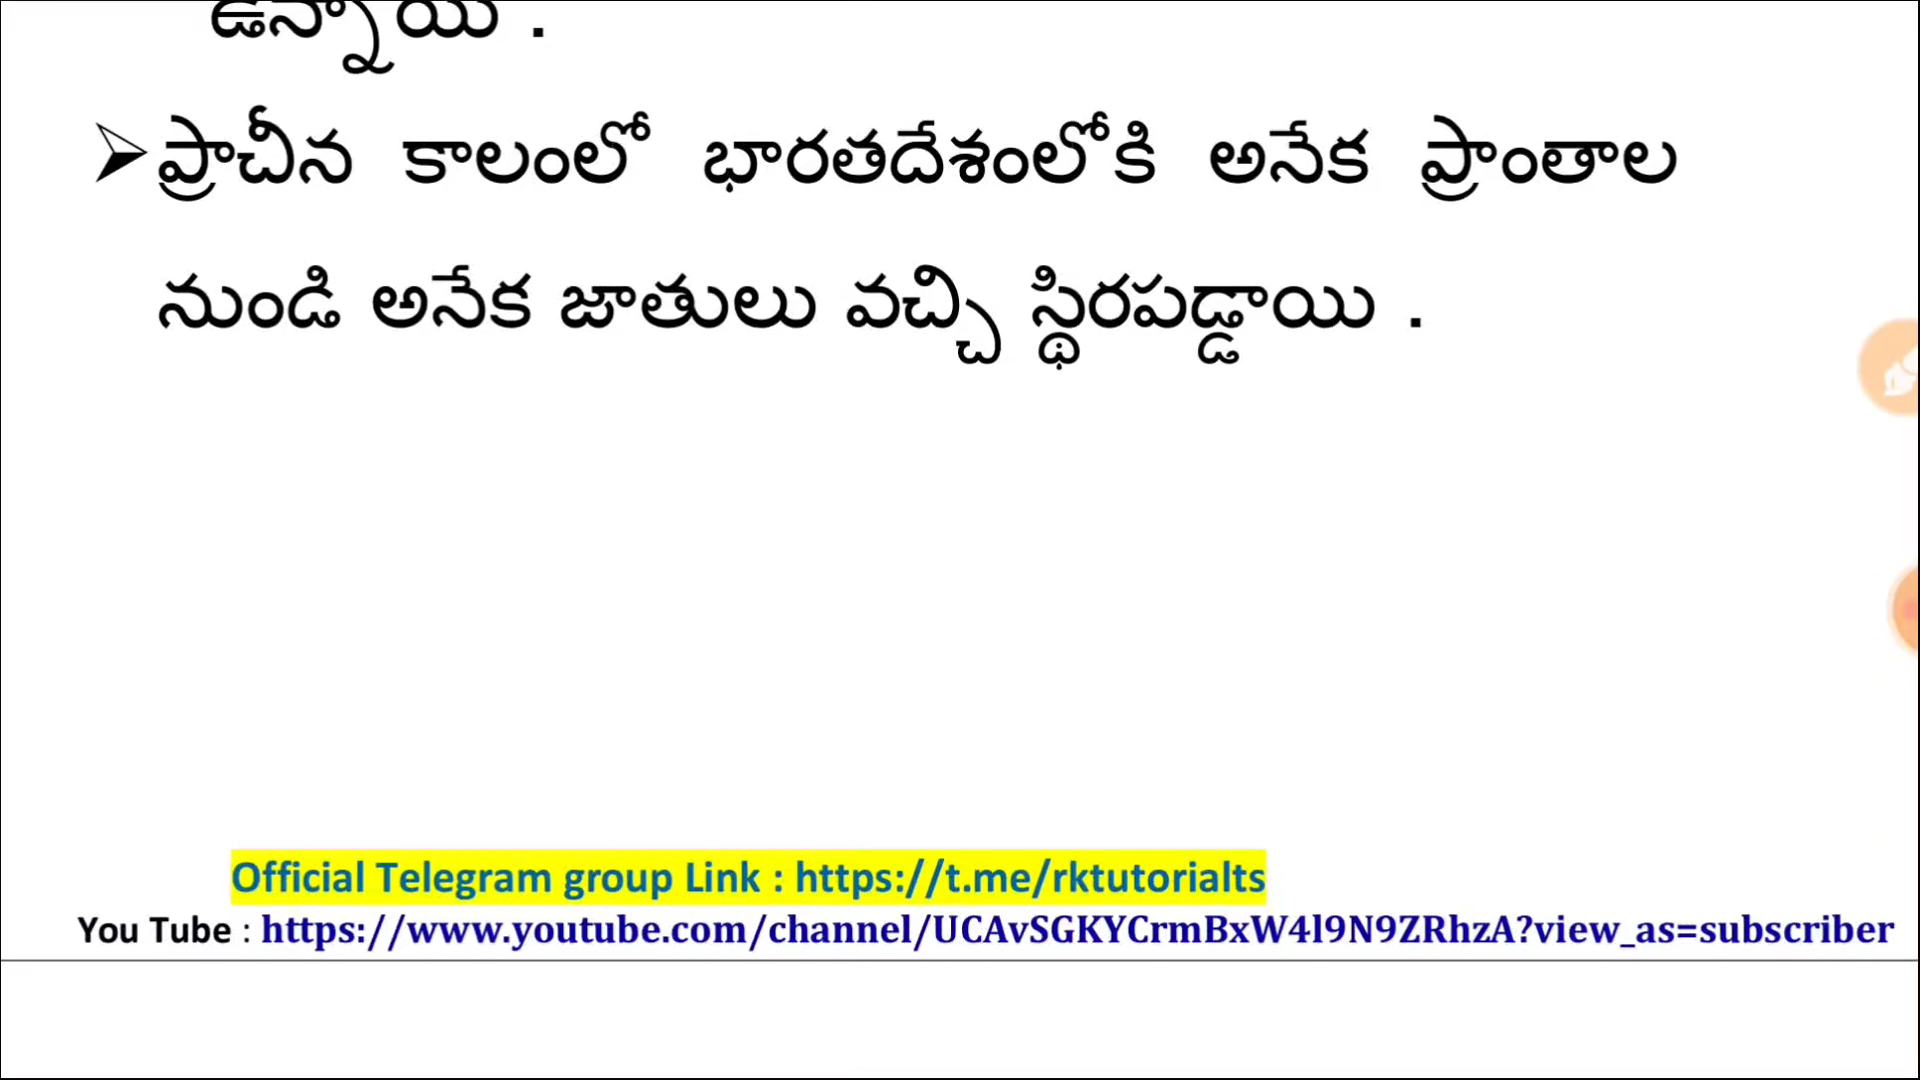 ఉన్నాయి .
➢ప్రాచీన కాలంలో భారతదేశంలోకి అనేక ప్రాంతాల
నుండి అనేక జాతులు వచ్చి స్థిరపడ్డాయి .
Official Telegram group Link : https://t.me/rktutorialts
You Tube : https://www.youtube.com/channel/UCAvSGKYCrmBxW4l9N9ZRhzA?view_as=subscriber